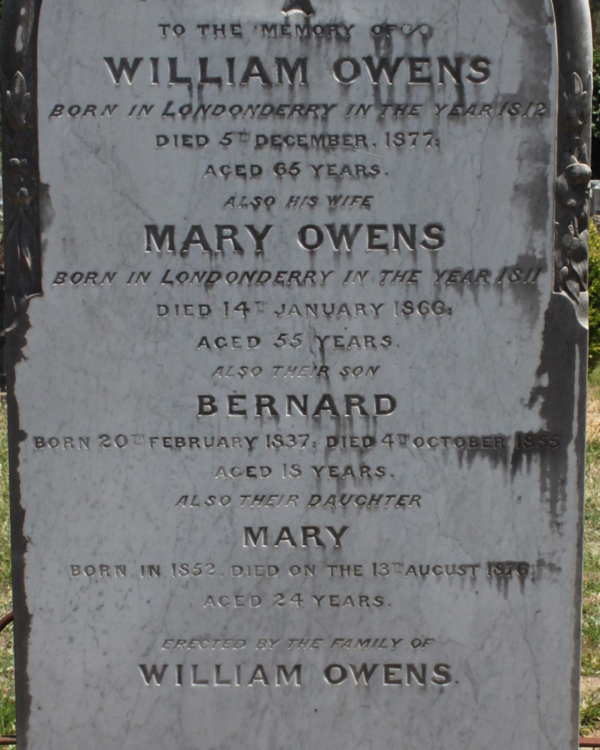 TO THE MEMORY OF
WILLIAM OWENS
BORN IN LONDONDERRY IN THE YEAR 1812
DIED 5TH DECEMBER, 1877;
AGED 65 YEARS.
ALSO HIS WIFE
MARY OWENS
BORN IN LONDONDERRY IN THE YEAR 1811
DIED 14TH JANUARY 1866;
AGED 55 YEARS.
ALSO THEIR SON
BERNARD
BORN 20TH FEBRUARY 1837; DIED 4TH OCTOBER 1855
AGED 18 YEARS.
ALSO THEIR DAUGHTER
MARY
BORN IN 1852. DIED ON THE 13TH AUGUST 1876,
AGED 24 YEARS.
ERECTED BY THE FAMILY OF
WILLIAM OWENS.